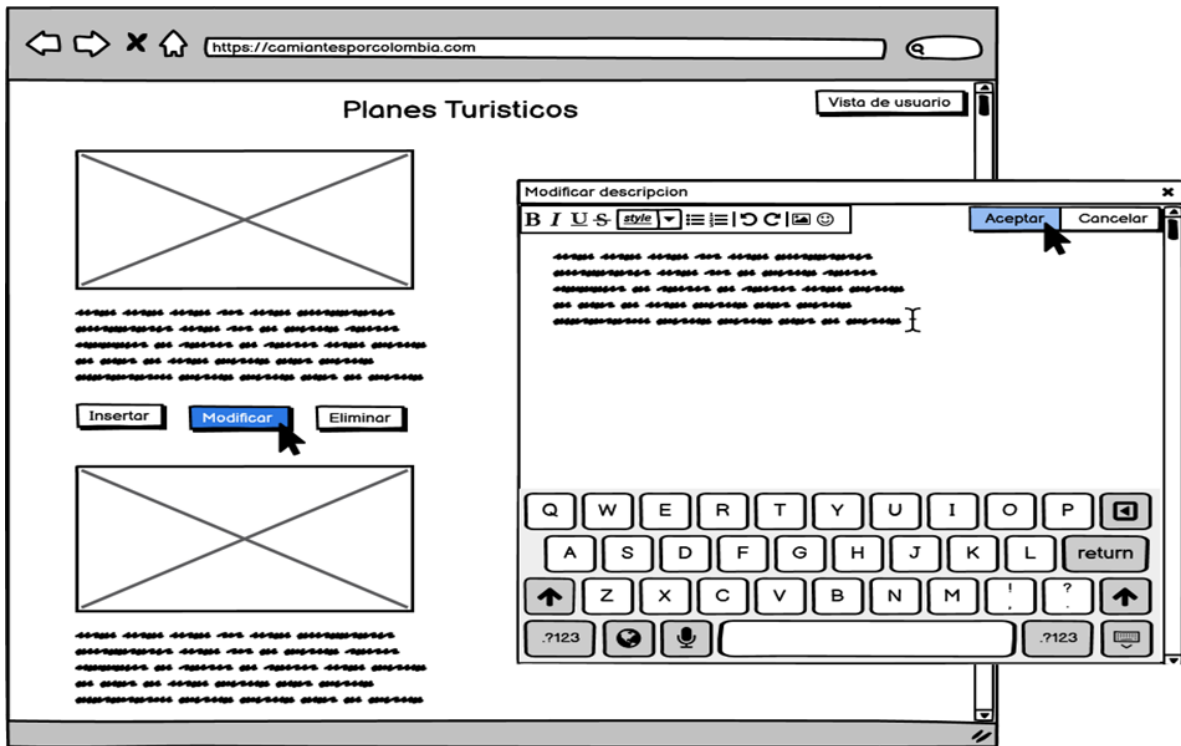 https://camiantesporcolombia.com
Planes Turisticos
Vista de usuario
Insertar
Modificar
Eliminar
Modificar descripcion
B I U S style
Aceptar
Cancelar
Q W E R T Y U I O P
A S D F G H J K L return
Z X C V B N M ! , ? .
.?123 .?123